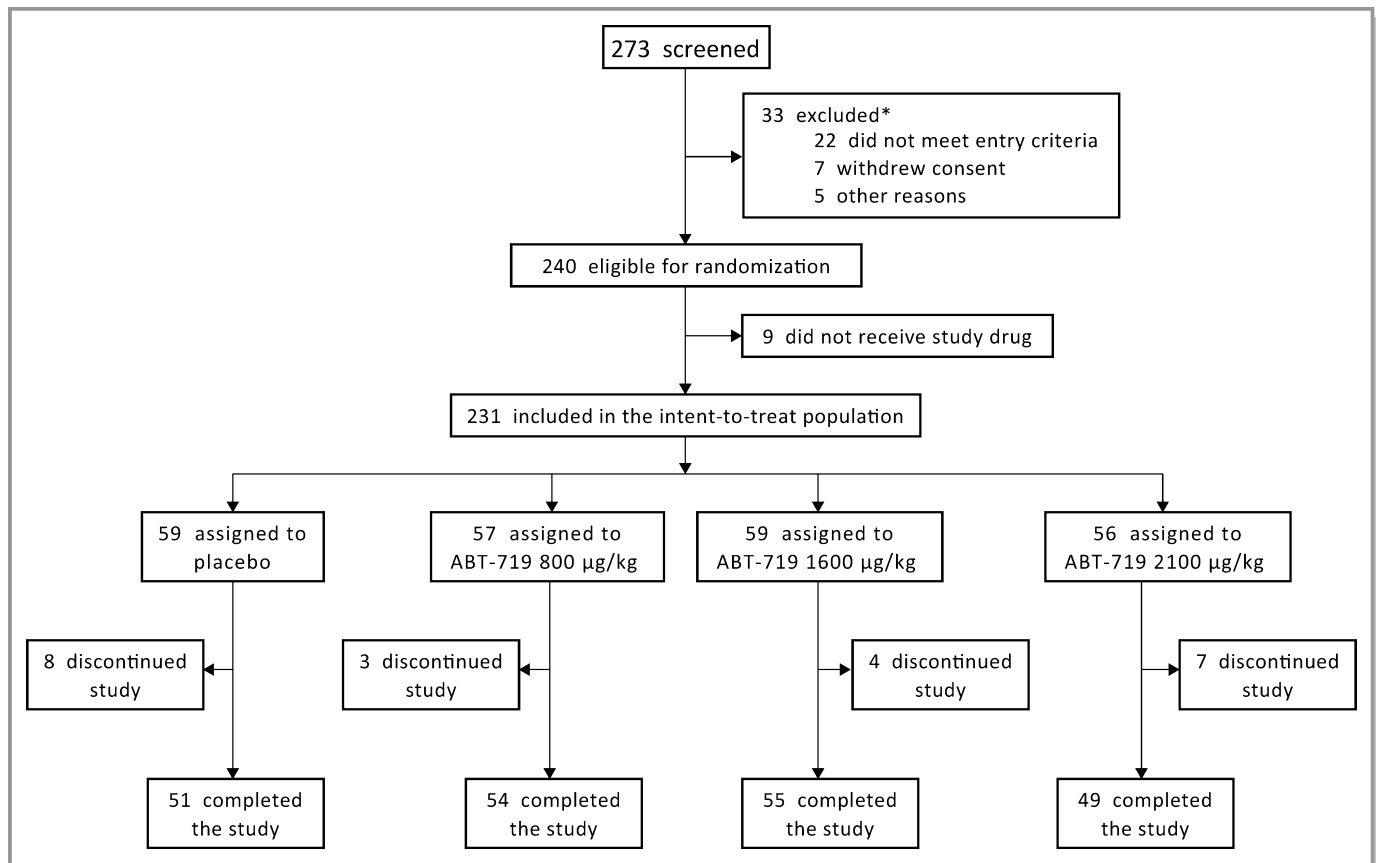 273 screened
33 excluded*
22 did not meet entry criteria
7 withdrew consent
5 other reasons
240 eligible for randomization
9 did not receive study drug
231 included in the intent-to-treat population
59 assigned to
placebo
57 assigned to
ABT-719 800 µg/kg
59 assigned to
ABT-719 1600 µg/kg
56 assigned to
ABT-719 2100 µg/kg
8 discontinued
study
3 discontinued
study
4 discontinued
study
7 discontinued
study
51 completed
the study
54 completed
the study
55 completed
the study
49 completed
the study